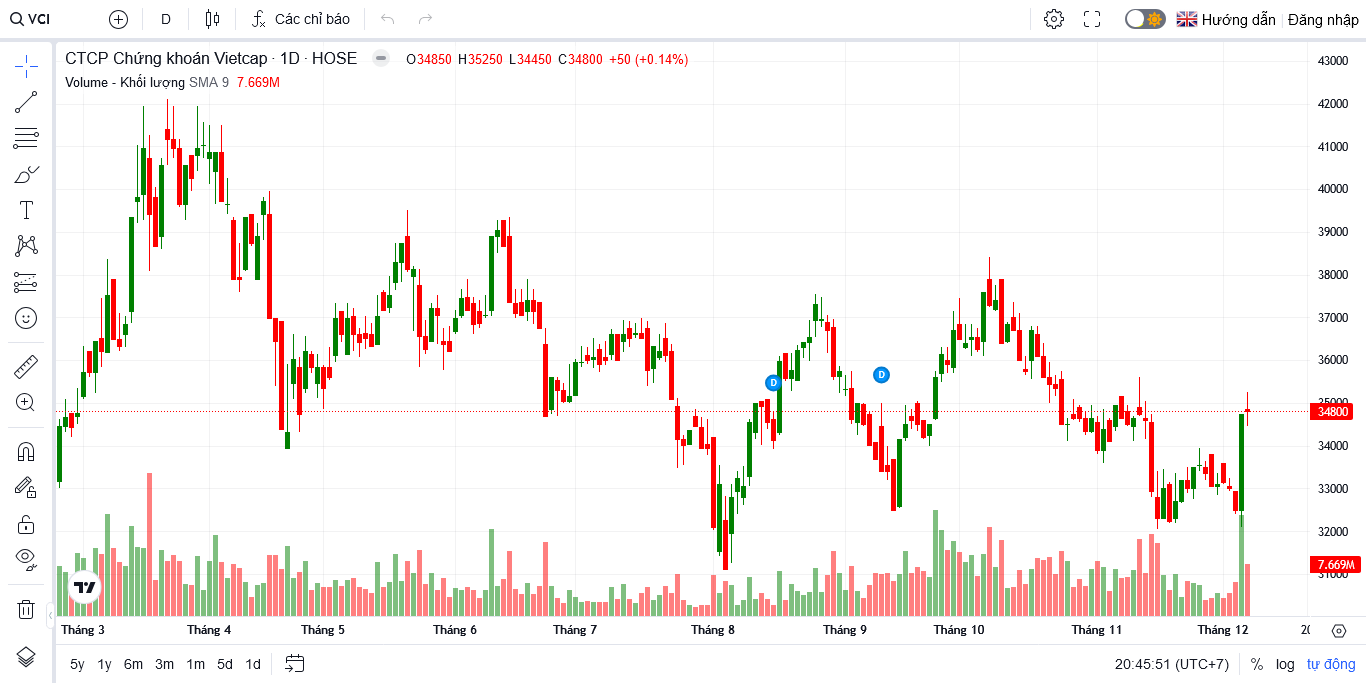 VCI D Các chỉ báo Hướng dẫn Đăng nhập
CTCP Chứng khoán Vietcap · 1D · HOSE O34850 H35250 L34450 C34800 +50 (+0.14%)
Volume - Khối lượng SMA 9 7.669M
43000
42000
41000
40000
39000
38000
37000
36000
35000
34800
34000
33000
32000
7.669M
31000
D
D
Tháng 3 Tháng 4 Tháng 5 Tháng 6 Tháng 7 Tháng 8 Tháng 9 Tháng 10 Tháng 11 Tháng 12 20
5y 1y 6m 3m 1m 5d 1d 20:45:51 (UTC+7) % log tự động